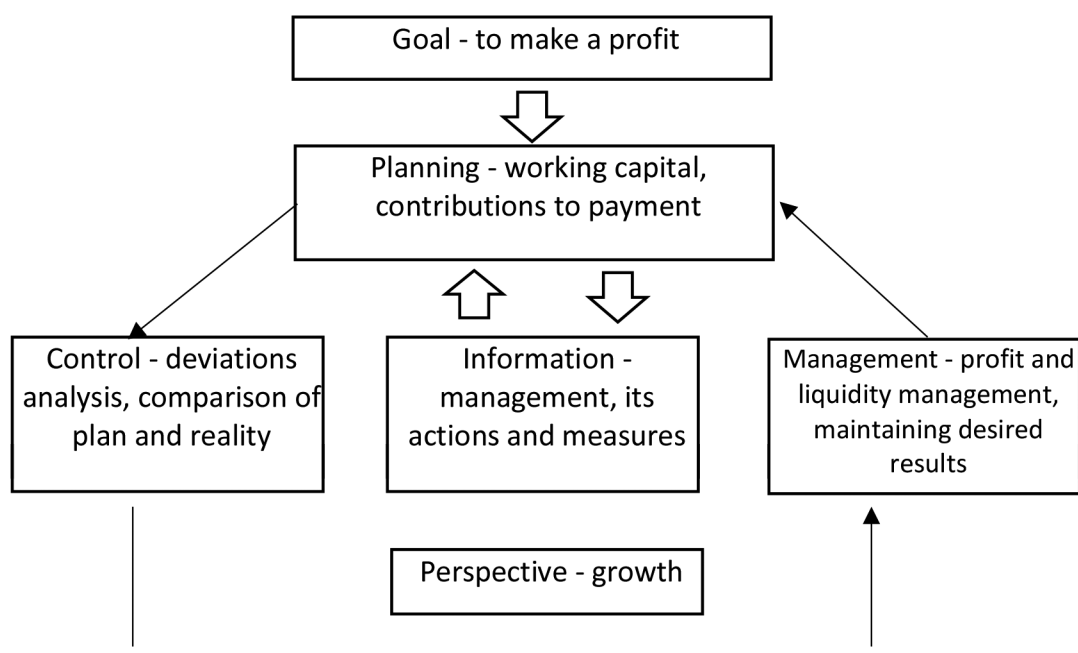 Goal - to make a profit
Planning - working capital,
contributions to payment
Control - deviations
analysis, comparison of
plan and reality
Information -
management, its
actions and measures
Management - profit and
liquidity management,
maintaining desired
results
Perspective - growth